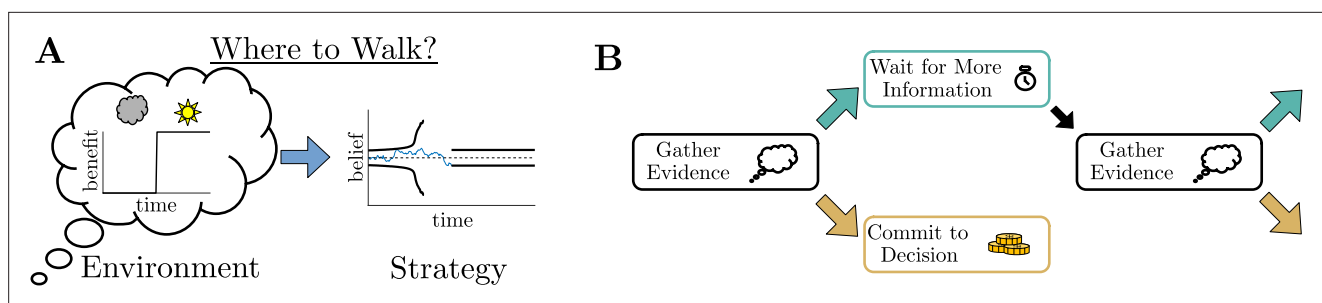 A
Where to Walk?
benefit
time
Environment
belief
time
Strategy
B
Gather
Evidence
Wait for More
Information
Commit to
Decision
Gather
Evidence